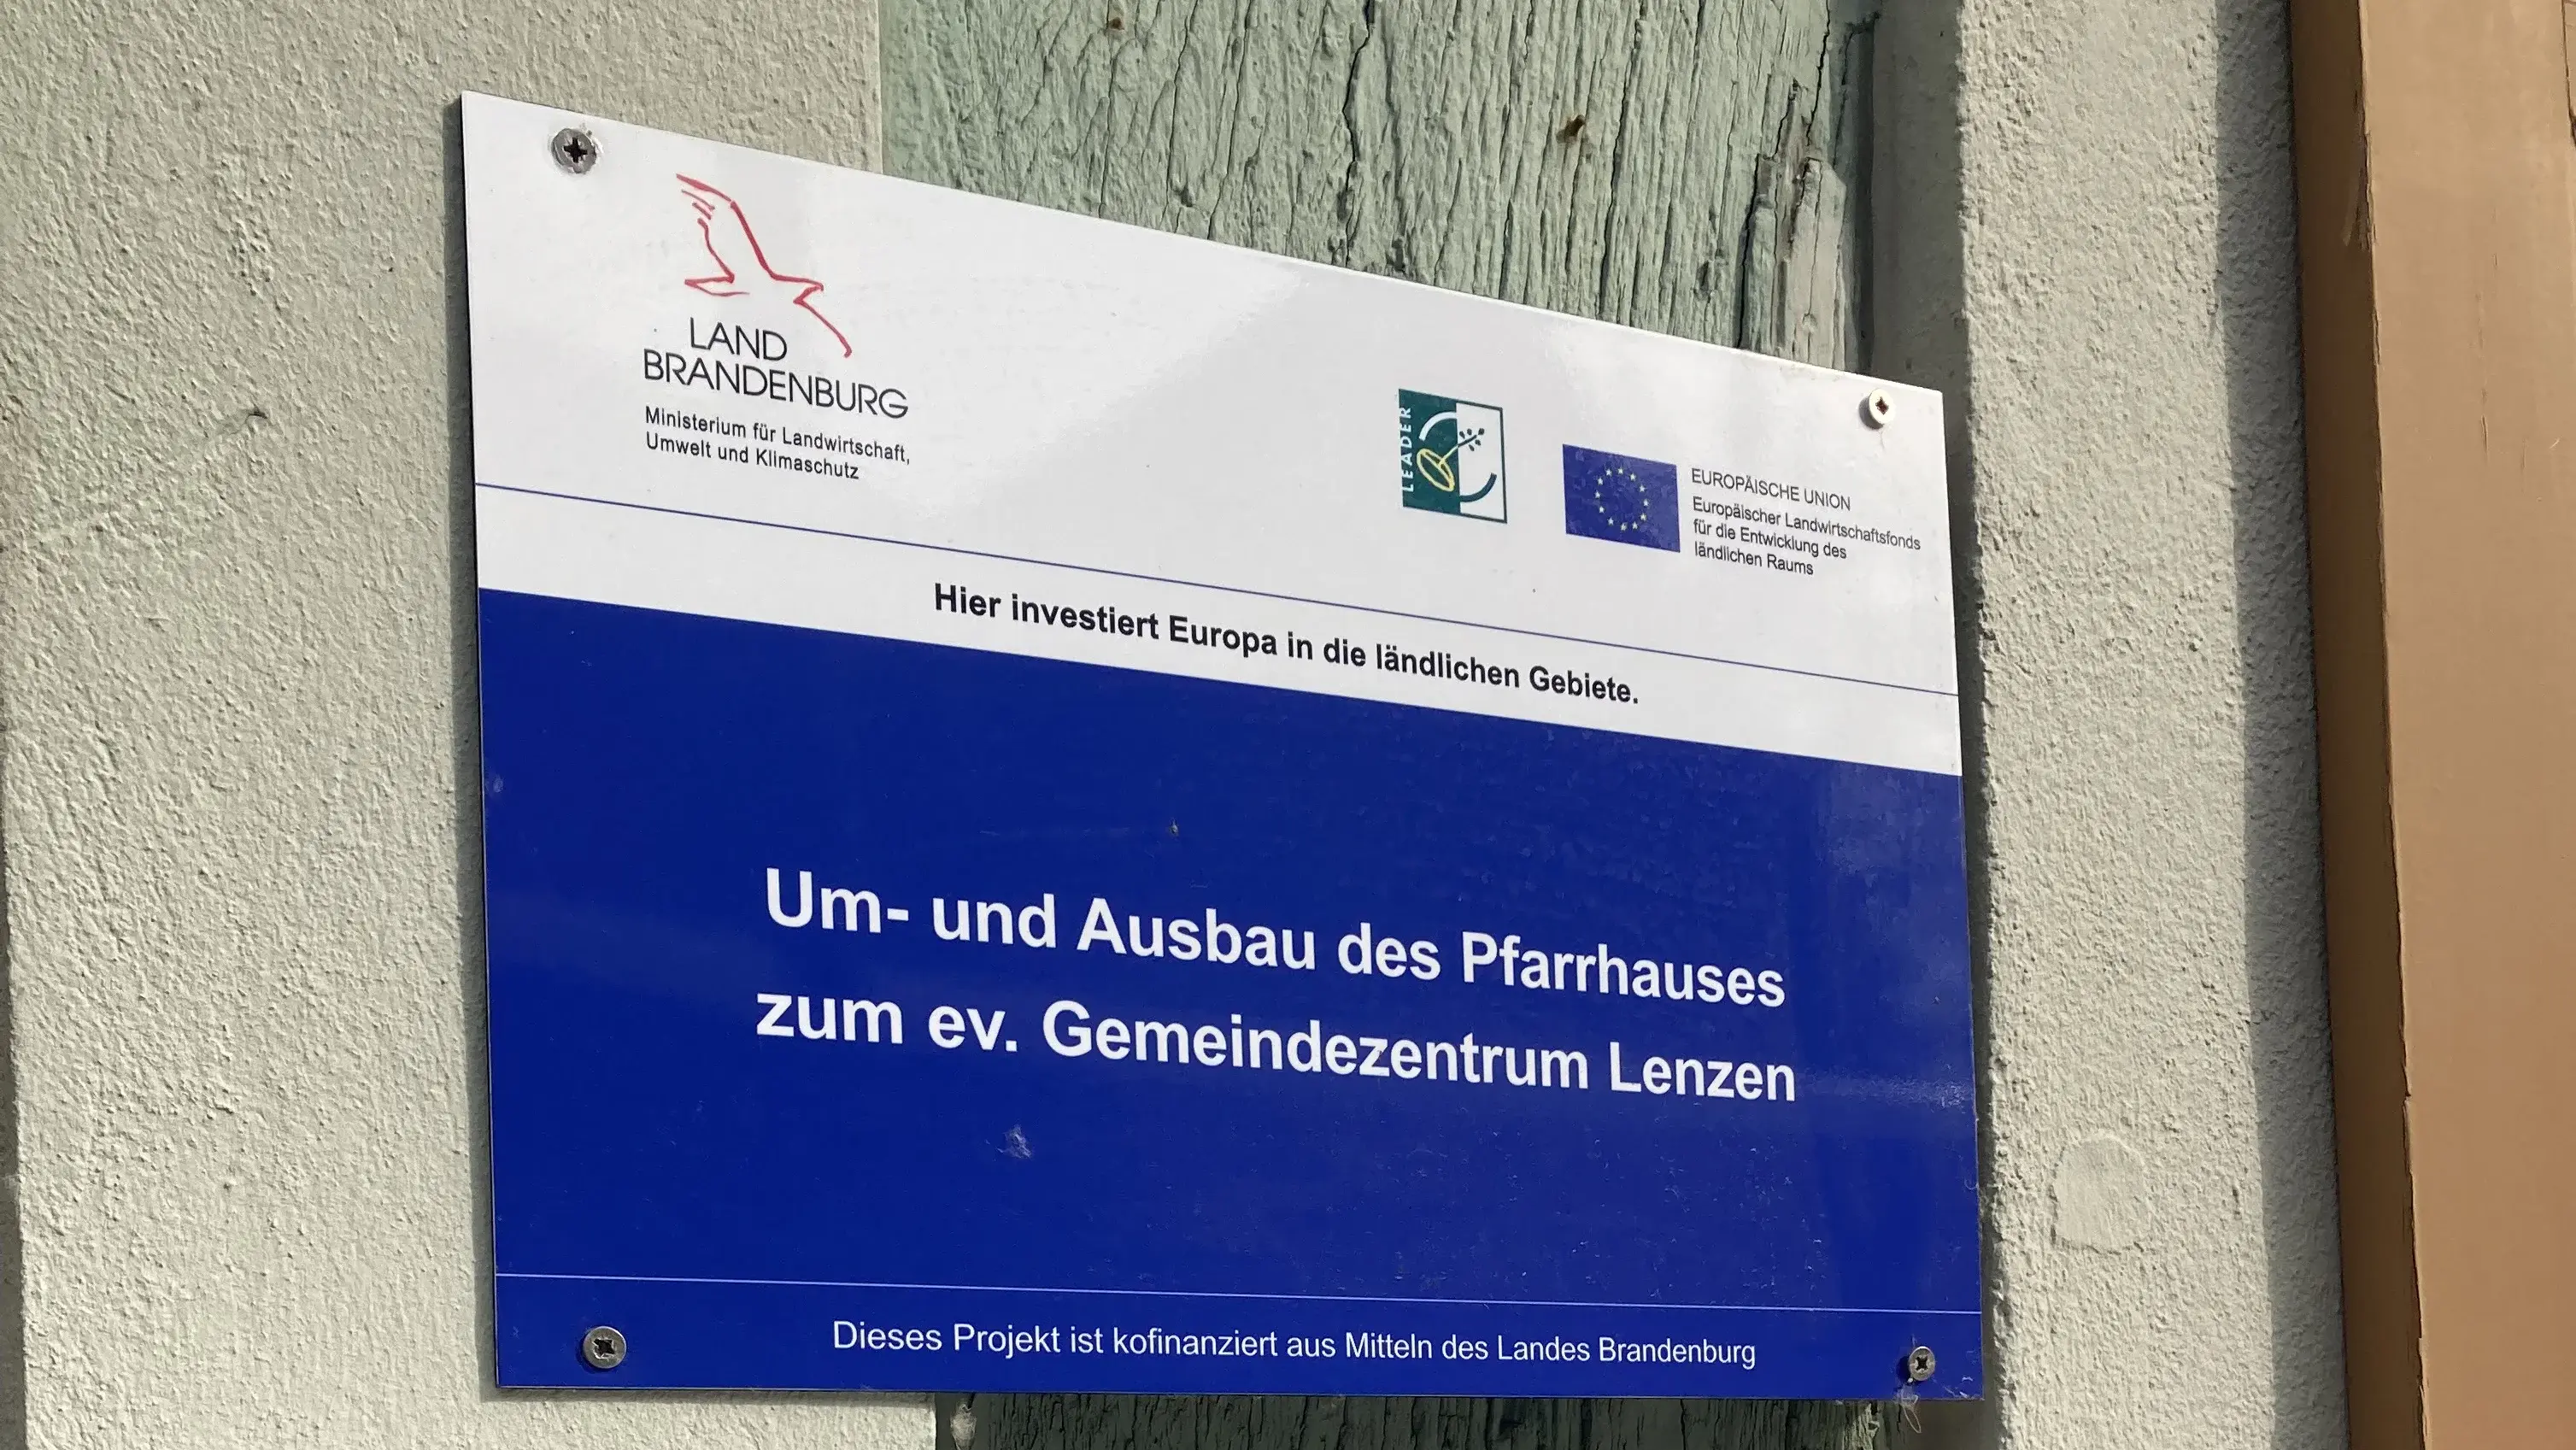 LAND
BRANDENBURG
Ministerium für Landwirtschaft,
Umwelt und Klimaschutz
LEADER
EUROPÄISCHE UNION
Europäischer Landwirtschaftsfonds
für die Entwicklung des
ländlichen Raums
Hier investiert Europa in die ländlichen Gebiete.
Um- und Ausbau des Pfarrhauses
zum ev. Gemeindezentrum Lenzen
Dieses Projekt ist kofinanziert aus Mitteln des Landes Brandenburg